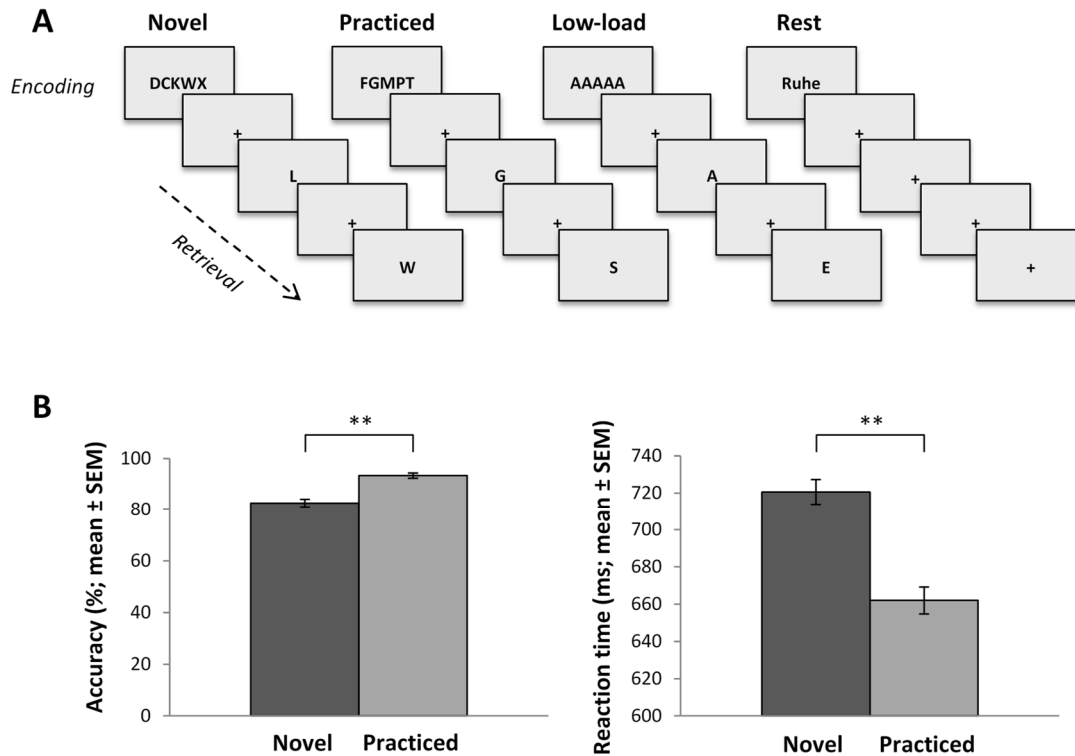 A
Novel
Practiced
Low-load
Rest
Encoding
DCKWX
FGMPT
AAAAA
Ruhe
+
+
+
+
L
G
A
+
+
+
+
+
W
S
E
+
Retrieval
B
**
**
Accuracy (%; mean ± SEM)
100
80
60
40
20
0
Novel
Practiced
Reaction time (ms; mean ± SEM)
740
720
700
680
660
640
620
600
Novel
Practiced